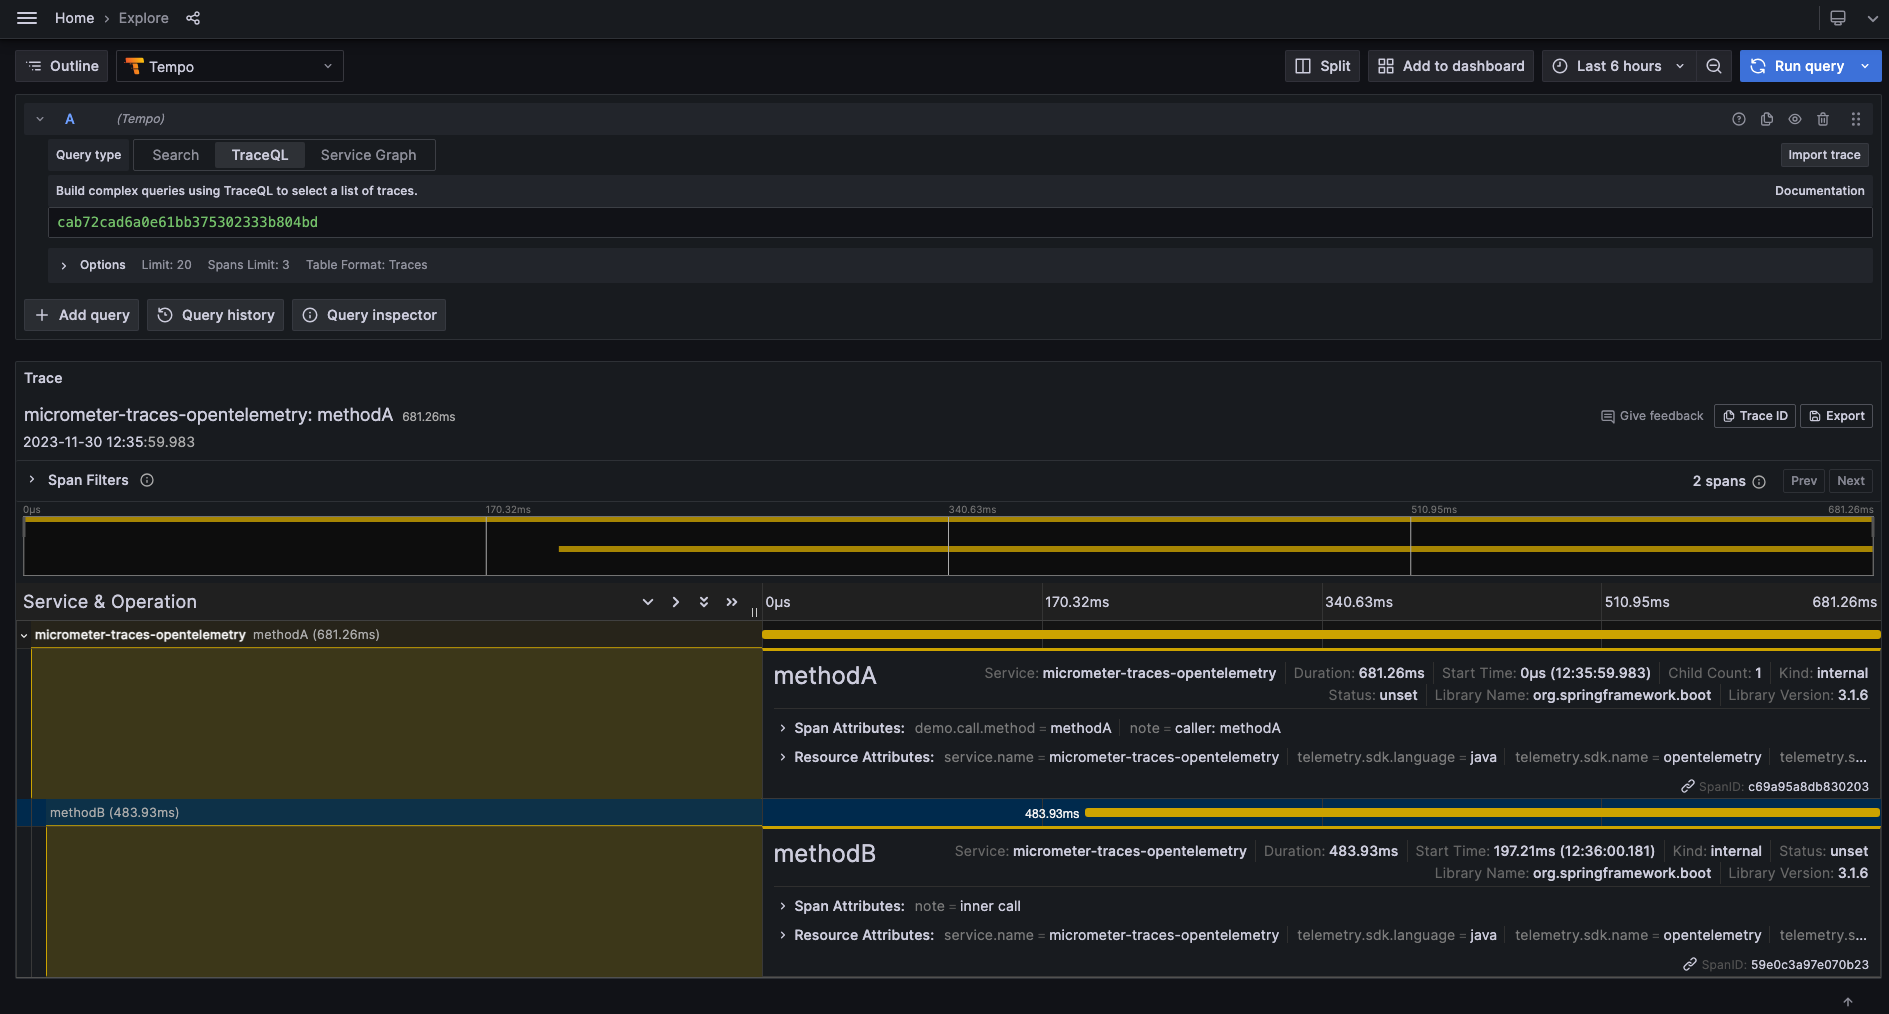 Home › Explore
Outline Tempo Split Add to dashboard Last 6 hours Run query
A (Tempo)
Query type Search TraceQL Service Graph Import trace
Build complex queries using TraceQL to select a list of traces. Documentation
cab72cad6a0e61bb375302333b804bd
Options Limit: 20 Spans Limit: 3 Table Format: Traces
+ Add query Query history Query inspector
Trace
micrometer-traces-opentelemetry: methodA 681.26ms Give feedback Trace ID Export
2023-11-30 12:35:59.983
Span Filters 2 spans Prev Next
0µs 170.32ms 340.63ms 510.95ms 681.26ms
Service & Operation 0µs 170.32ms 340.63ms 510.95ms 681.26ms
micrometer-traces-opentelemetry methodA (681.26ms)
methodA Service: micrometer-traces-opentelemetry Duration: 681.26ms Start Time: 0µs (12:35:59.983) Child Count: 1 Kind: internal
Status: unset Library Name: org.springframework.boot Library Version: 3.1.6
Span Attributes: demo.call.method = methodA note = caller: methodA
Resource Attributes: service.name = micrometer-traces-opentelemetry telemetry.sdk.language = java telemetry.sdk.name = opentelemetry telemetry.s...
SpanID: c69a95a8db830203
methodB (483.93ms) 483.93ms
methodB Service: micrometer-traces-opentelemetry Duration: 483.93ms Start Time: 197.21ms (12:36:00.181) Kind: internal Status: unset
Library Name: org.springframework.boot Library Version: 3.1.6
Span Attributes: note = inner call
Resource Attributes: service.name = micrometer-traces-opentelemetry telemetry.sdk.language = java telemetry.sdk.name = opentelemetry telemetry.s...
SpanID: 59e0c3a97e070b23